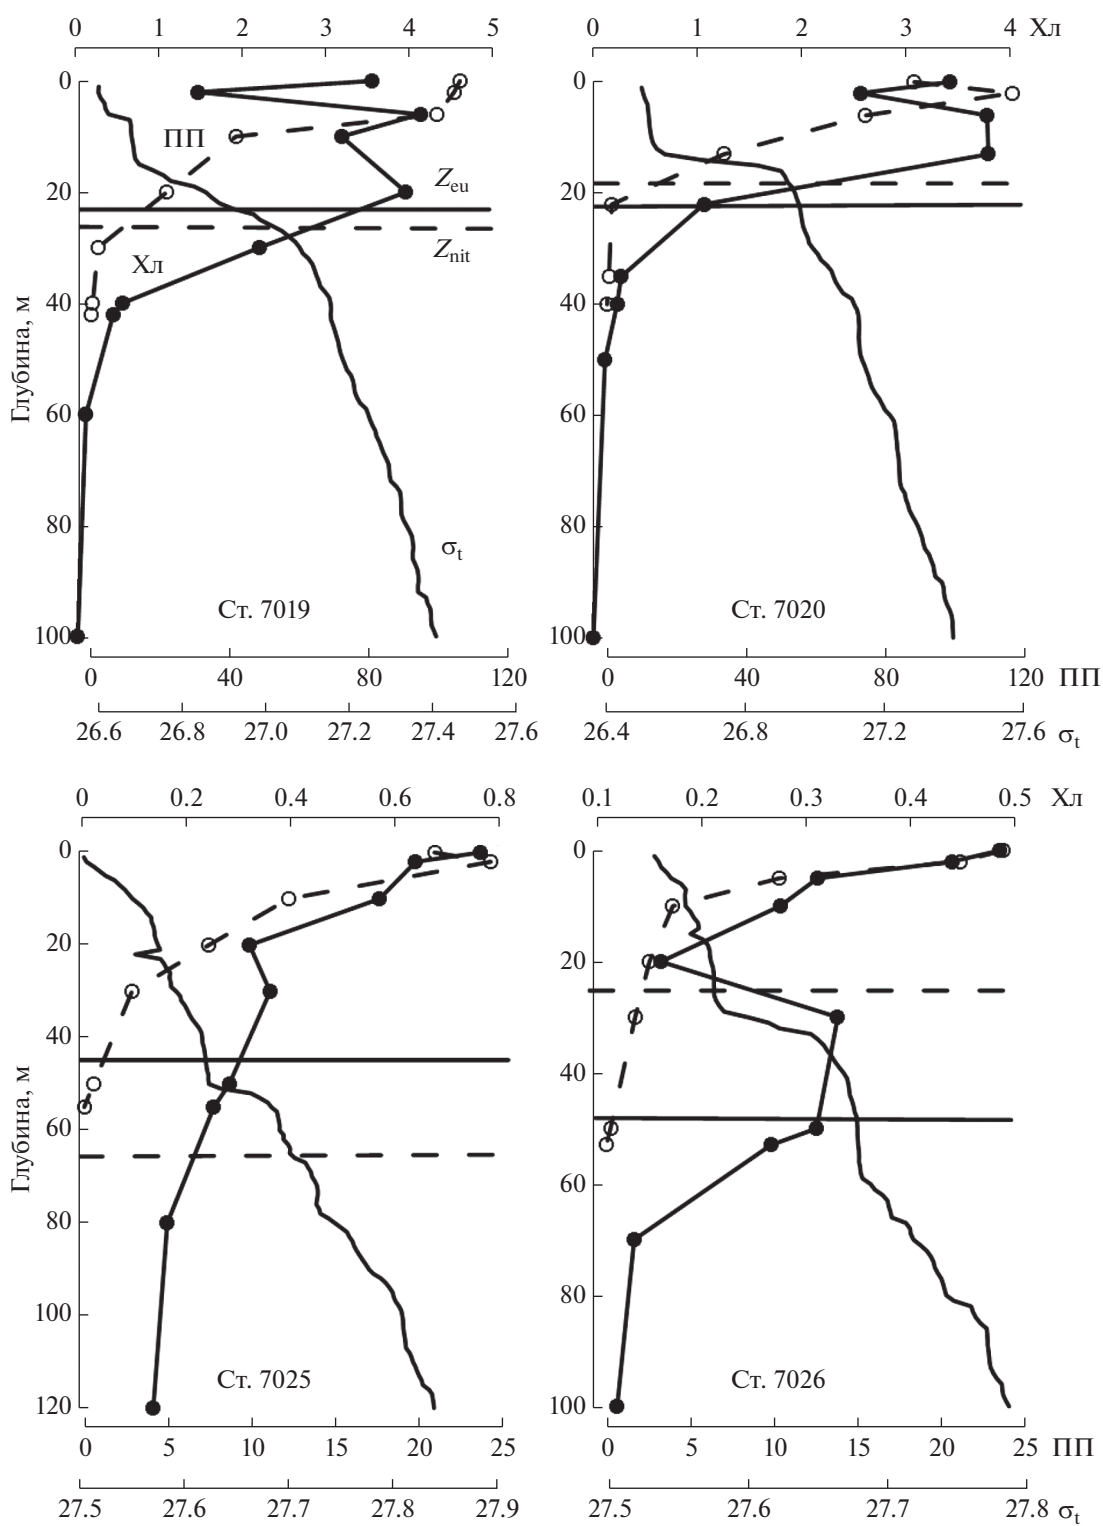 0 1 2 3 4 5
0 1 2 3 4 Хл
0
20
40
60
80
100
Глубина, м
ПП
Z eu
Z nit
Хл
σt
Ст. 7019
0 40 80 120
26.6 26.8 27.0 27.2 27.4 27.6
0
20
40
60
80
100
Ст. 7020
0 40 80 120 ПП
26.4 26.8 27.2 27.6 σt
0 0.2 0.4 0.6 0.8
0.1 0.2 0.3 0.4 0.5 Хл
0
20
40
60
80
100
120
Глубина, м
Ст. 7025
0 5 10 15 20 25
27.5 27.6 27.7 27.8 27.9
0
20
40
60
80
100
Ст. 7026
0 5 10 15 20 25 ПП
27.5 27.6 27.7 27.8 σt